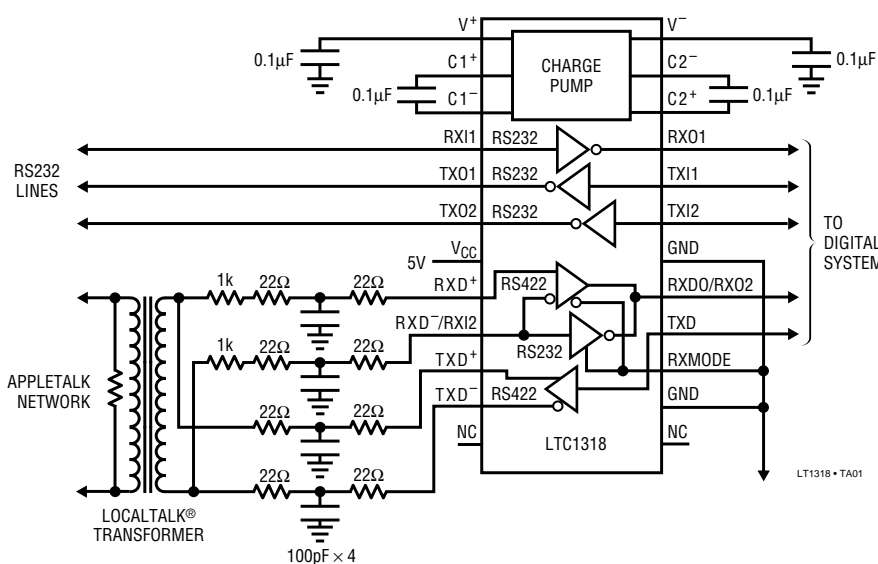 V+ V−
0.1µF 0.1µF
C1+ CHARGE PUMP C2−
0.1µF C1− C2+ 0.1µF
RXI1 RS232 RXO1
RS232 LINES TXO1 RS232 TXI1
TXO2 RS232 TXI2
TO DIGITAL SYSTEM
VCC GND
5V
1k 22Ω 22Ω RXD+ RS422 RXDO/RXO2
1k 22Ω 22Ω RXD−/RXI2 RS232 TXD
APPLETALK NETWORK
TXD+ RXMODE
22Ω 22Ω TXD− RS422 GND
NC LTC1318 NC
22Ω 22Ω
LT1318 • TA01
LOCALTALK® TRANSFORMER
100pF × 4